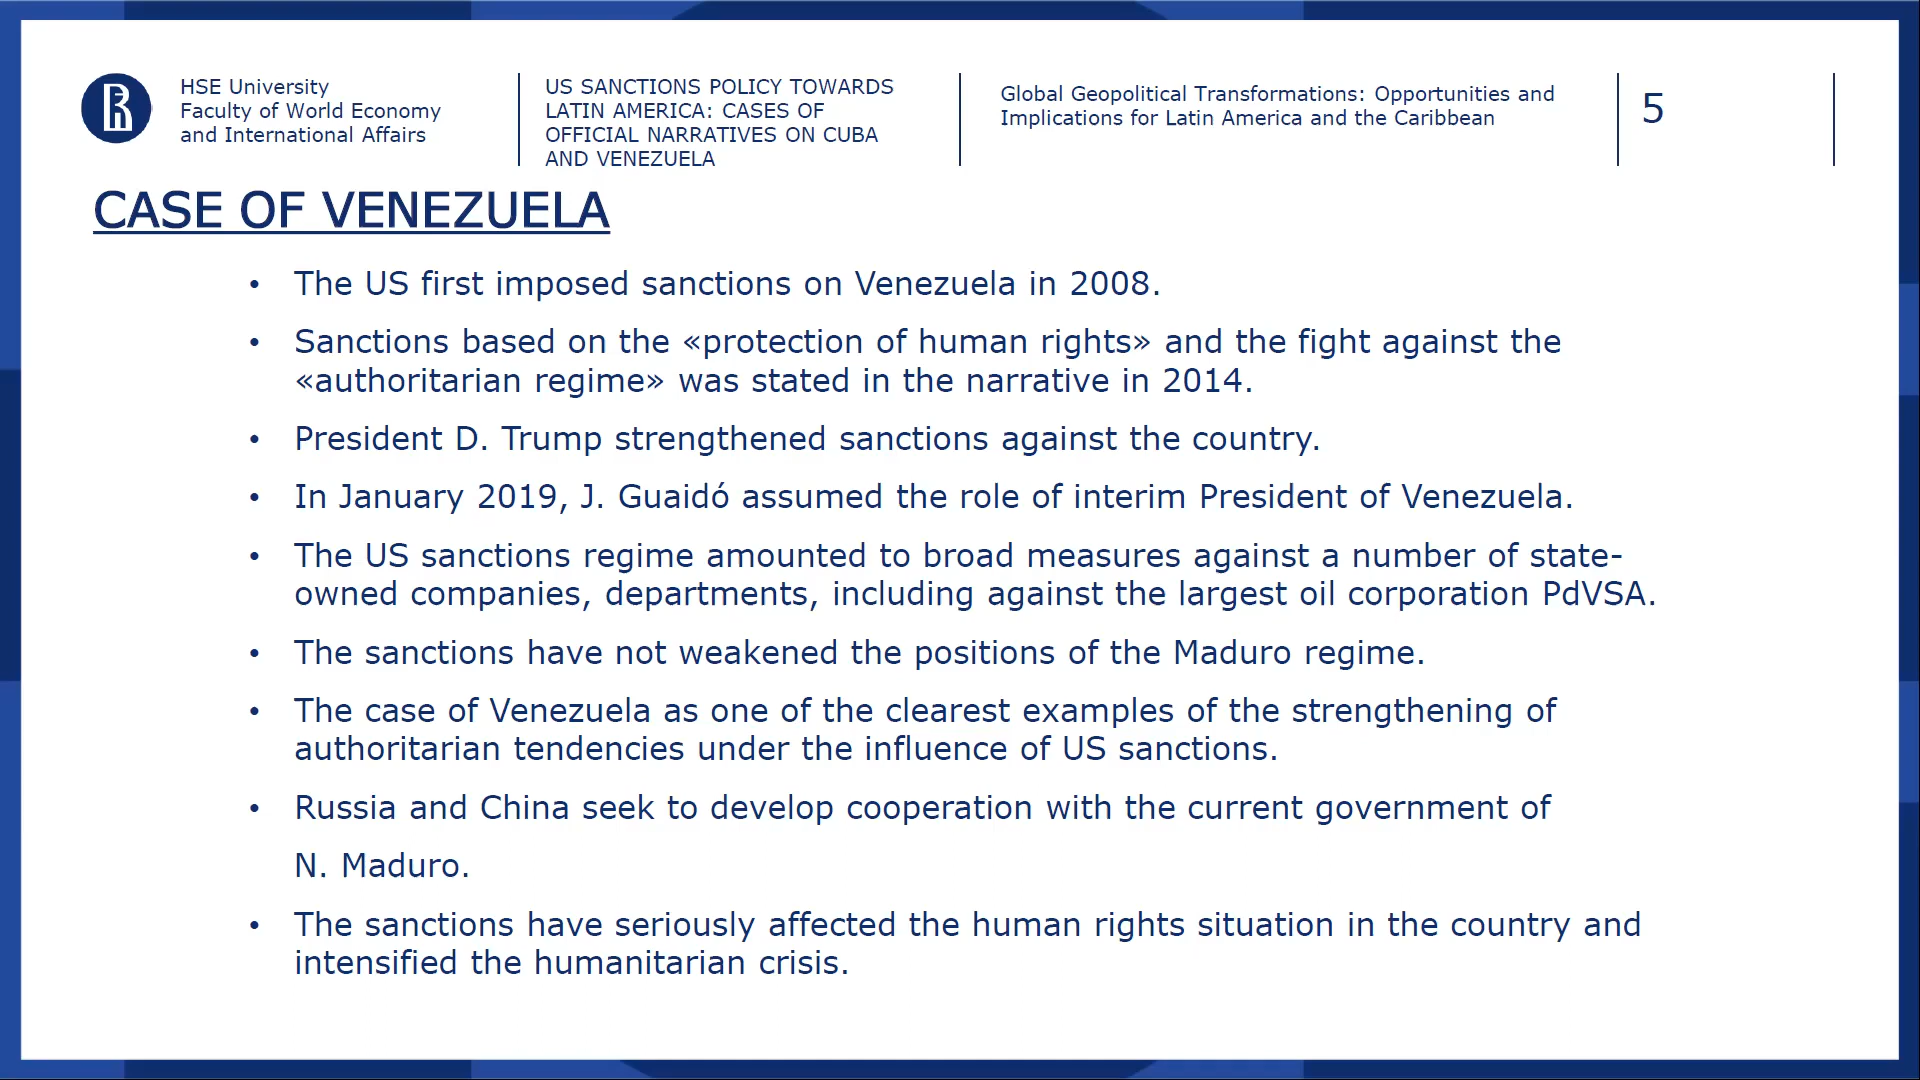 HSE University
Faculty of World Economy
and International Affairs
US SANCTIONS POLICY TOWARDS
LATIN AMERICA: CASES OF
OFFICIAL NARRATIVES ON CUBA
AND VENEZUELA
Global Geopolitical Transformations: Opportunities and
Implications for Latin America and the Caribbean
5
CASE OF VENEZUELA
• The US first imposed sanctions on Venezuela in 2008.
• Sanctions based on the «protection of human rights» and the fight against the
«authoritarian regime» was stated in the narrative in 2014.
• President D. Trump strengthened sanctions against the country.
• In January 2019, J. Guaidó assumed the role of interim President of Venezuela.
• The US sanctions regime amounted to broad measures against a number of state-
owned companies, departments, including against the largest oil corporation PdVSA.
• The sanctions have not weakened the positions of the Maduro regime.
• The case of Venezuela as one of the clearest examples of the strengthening of
authoritarian tendencies under the influence of US sanctions.
• Russia and China seek to develop cooperation with the current government of
N. Maduro.
• The sanctions have seriously affected the human rights situation in the country and
intensified the humanitarian crisis.